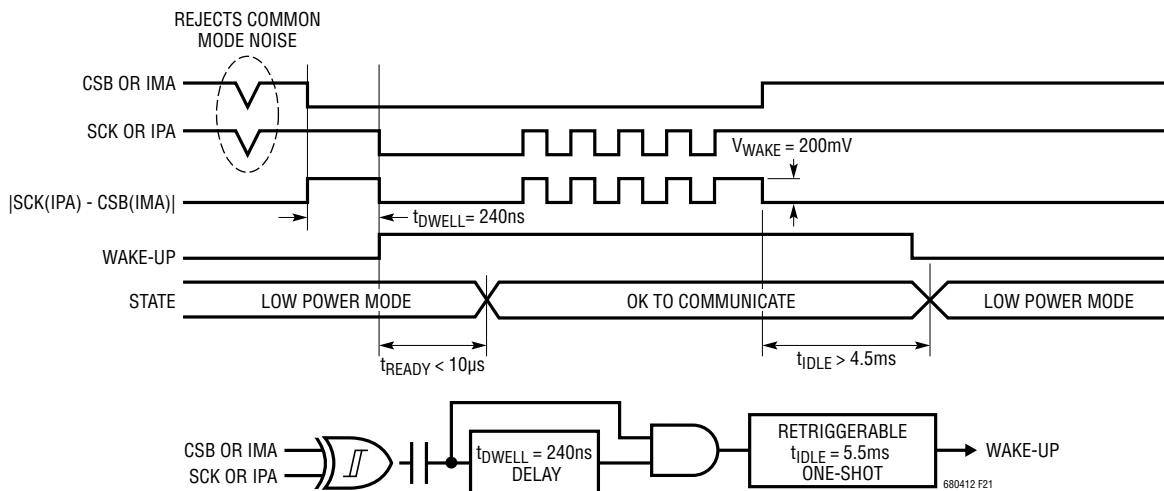 REJECTS COMMON
MODE NOISE
CSB OR IMA
SCK OR IPA
VWAKE = 200mV
|SCK(IPA) - CSB(IMA)|
tDWELL= 240ns
WAKE-UP
STATE
LOW POWER MODE
OK TO COMMUNICATE
LOW POWER MODE
tREADY < 10µs
tIDLE > 4.5ms
CSB OR IMA
SCK OR IPA
tDWELL = 240ns
DELAY
RETRIGGERABLE
tIDLE = 5.5ms
ONE-SHOT
WAKE-UP
680412 F21